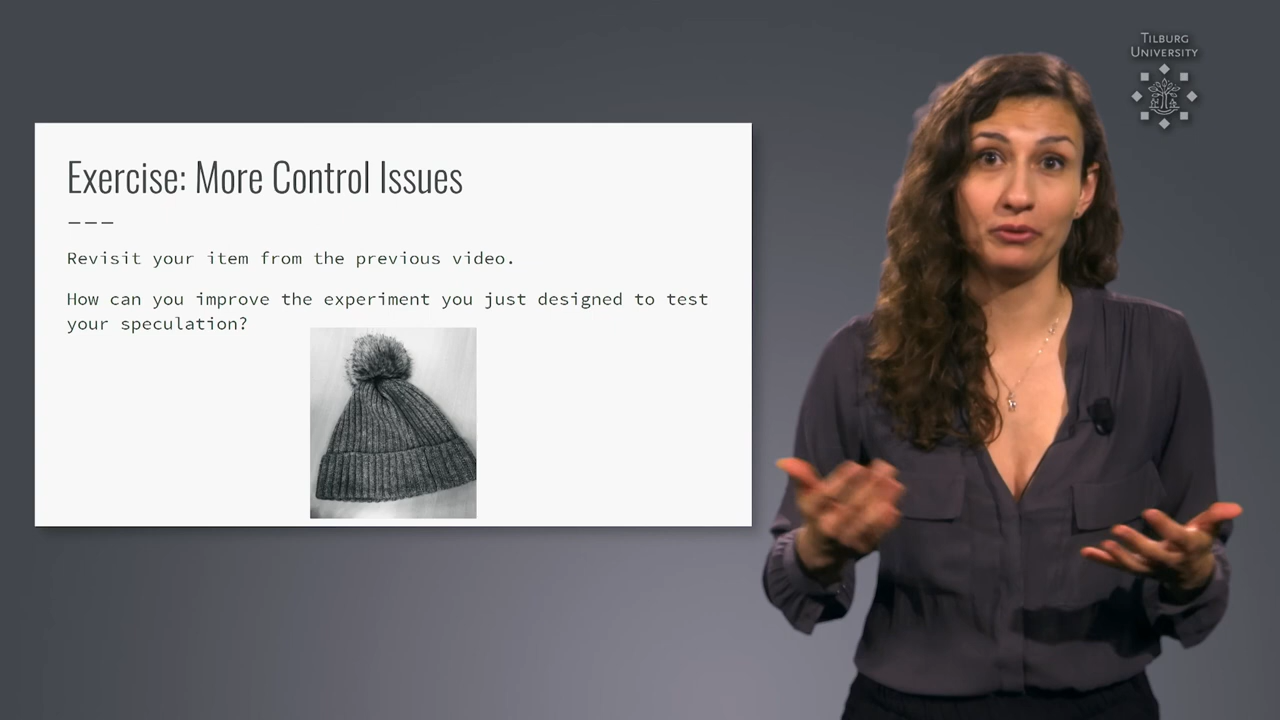 TILBURG
UNIVERSITY
Exercise: More Control Issues
———
Revisit your item from the previous video.
How can you improve the experiment you just designed to test
your speculation?